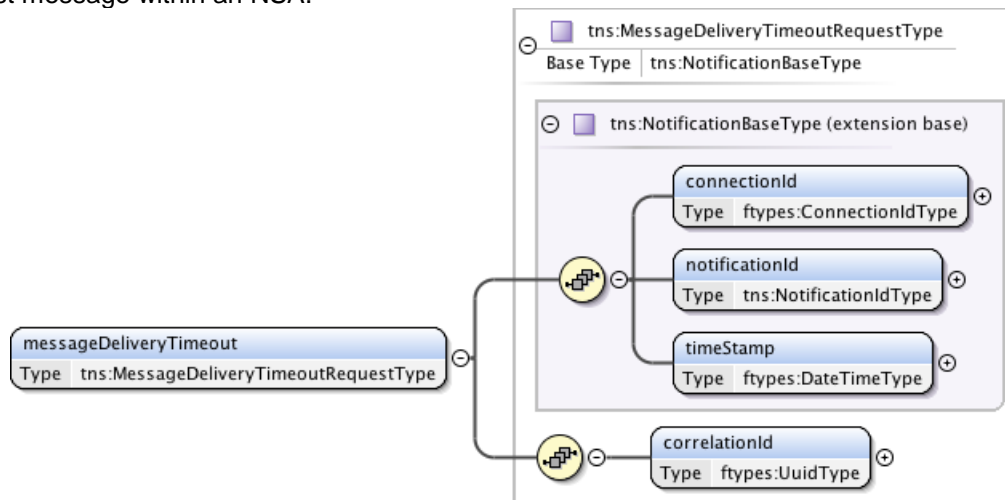 st message within an NSA.
tns:MessageDeliveryTimeoutRequestType
Base Type tns:NotificationBaseType
tns:NotificationBaseType (extension base)
connectionId
Type ftypes:ConnectionIdType
notificationId
Type tns:NotificationIdType
messageDeliveryTimeout
Type tns:MessageDeliveryTimeoutRequestType
timeStamp
Type ftypes:DateTimeType
correlationId
Type ftypes:UuidType